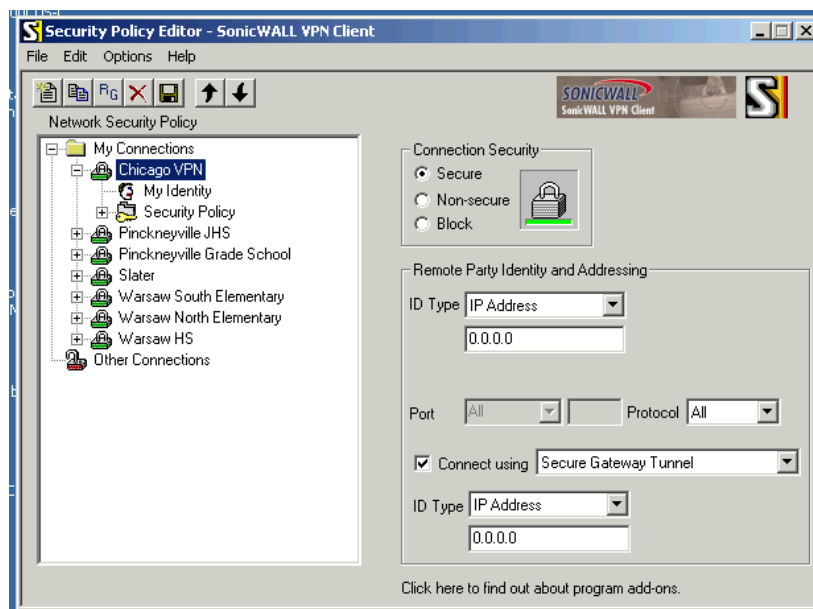 Security Policy Editor - SonicWALL VPN Client
File Edit Options Help
RG
SONICWALL
SonicWALL VPN Client
S
Network Security Policy
My Connections
Chicago VPN
My Identity
Security Policy
Pinckneyville JHS
Pinckneyville Grade School
Slater
Warsaw South Elementary
Warsaw North Elementary
Warsaw HS
Other Connections
Connection Security
Secure
Non-secure
Block
Remote Party Identity and Addressing
ID Type IP Address
0.0.0.0
Port All Protocol All
Connect using Secure Gateway Tunnel
ID Type IP Address
0.0.0.0
Click here to find out about program add-ons.